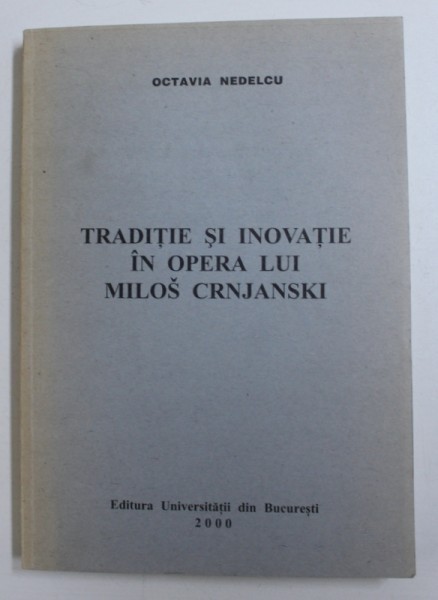 OCTAVIA NEDELCU
TRADIȚIE ȘI INOVAȚIE
ÎN OPERA LUI
MILOŠ CRNJANSKI
Editura Universității din București
2000